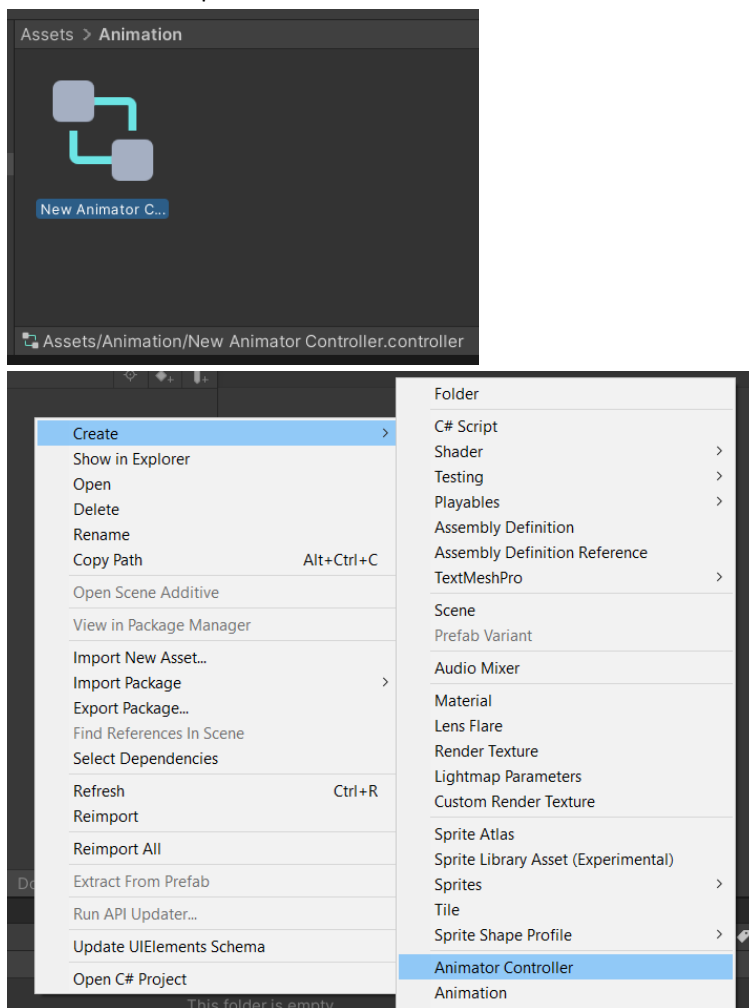 Assets > Animation
New Animator C...
Assets/Animation/New Animator Controller.controller
Create >
Show in Explorer
Open
Delete
Rename
Copy Path Alt+Ctrl+C
Open Scene Additive
View in Package Manager
Import New Asset...
Import Package >
Export Package...
Find References In Scene
Select Dependencies
Refresh Ctrl+R
Reimport
Reimport All
Extract From Prefab
Run API Updater...
Update UIElements Schema
Open C# Project
Folder
C# Script
Shader >
Testing >
Playables >
Assembly Definition
Assembly Definition Reference
TextMeshPro >
Scene
Prefab Variant
Audio Mixer
Material
Lens Flare
Render Texture
Lightmap Parameters
Custom Render Texture
Sprite Atlas
Sprite Library Asset (Experimental)
Sprites >
Tile
Sprite Shape Profile >
Animator Controller
Animation
This folder is empty